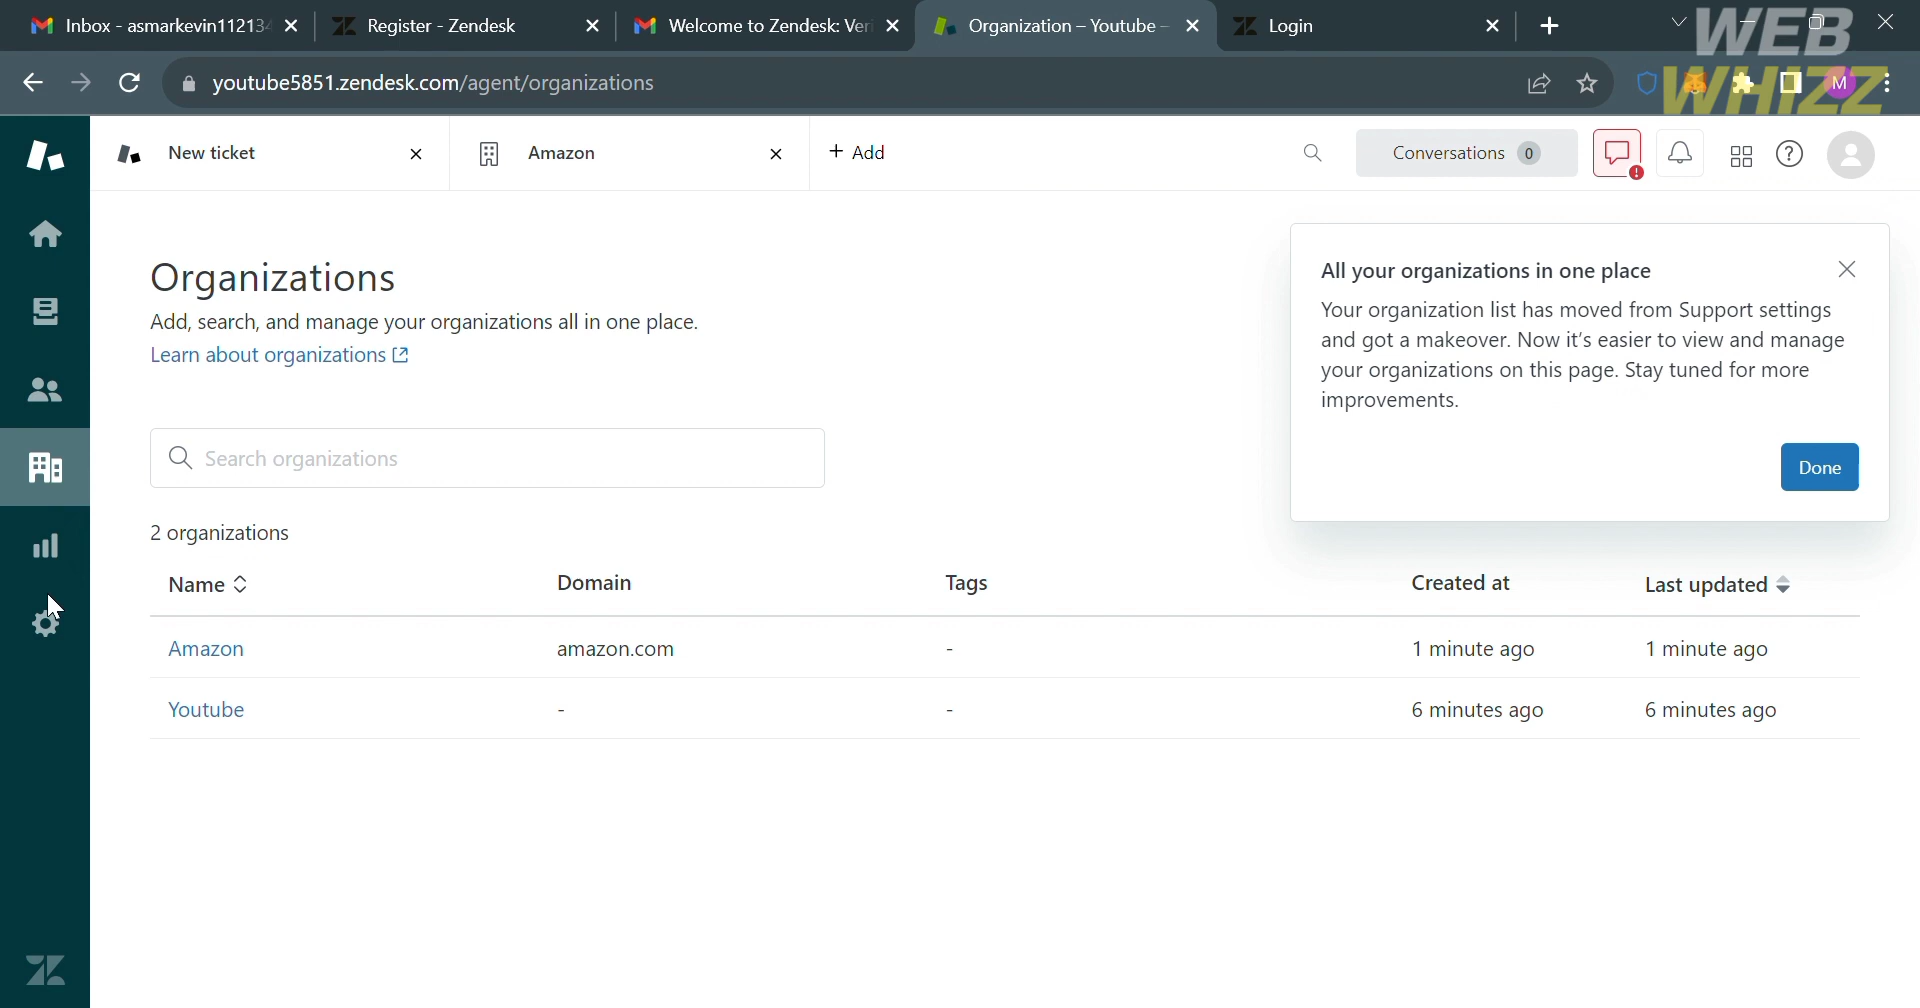 Inbox - asmarkevin112134
Register - Zendesk
Welcome to Zendesk: Veri
Organization – Youtube –
Login
WEB
WHIZZ
youtube5851.zendesk.com/agent/organizations
M
New ticket
Amazon
+ Add
Conversations 0
Organizations
Add, search, and manage your organizations all in one place.
Learn about organizations
Search organizations
All your organizations in one place
Your organization list has moved from Support settings
and got a makeover. Now it's easier to view and manage
your organizations on this page. Stay tuned for more
improvements.
Done
2 organizations
Name Domain Tags Created at Last updated
Amazon amazon.com - 1 minute ago 1 minute ago
Youtube - - 6 minutes ago 6 minutes ago